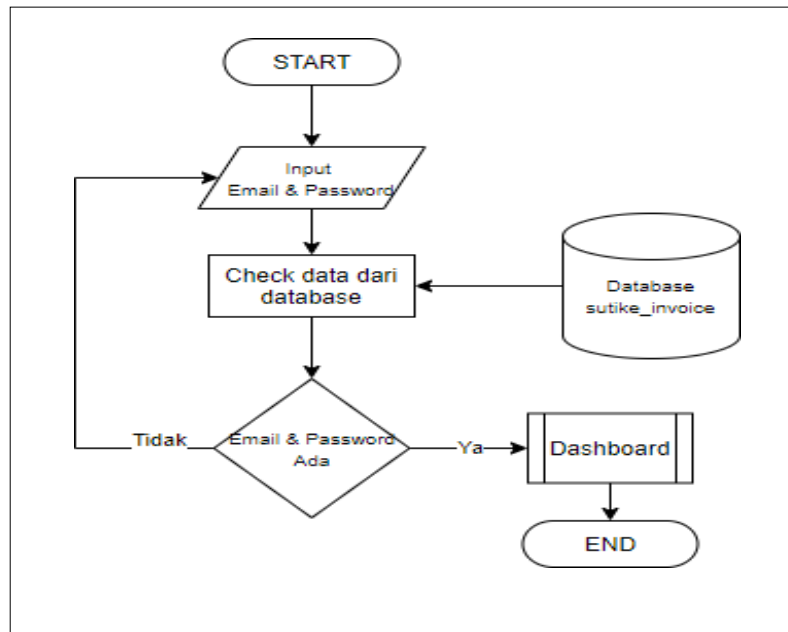 START
Input
Email & Password
Check data dari
database
Database
sutike_invoice
Email & Password
Ada
Tidak
Ya
Dashboard
END